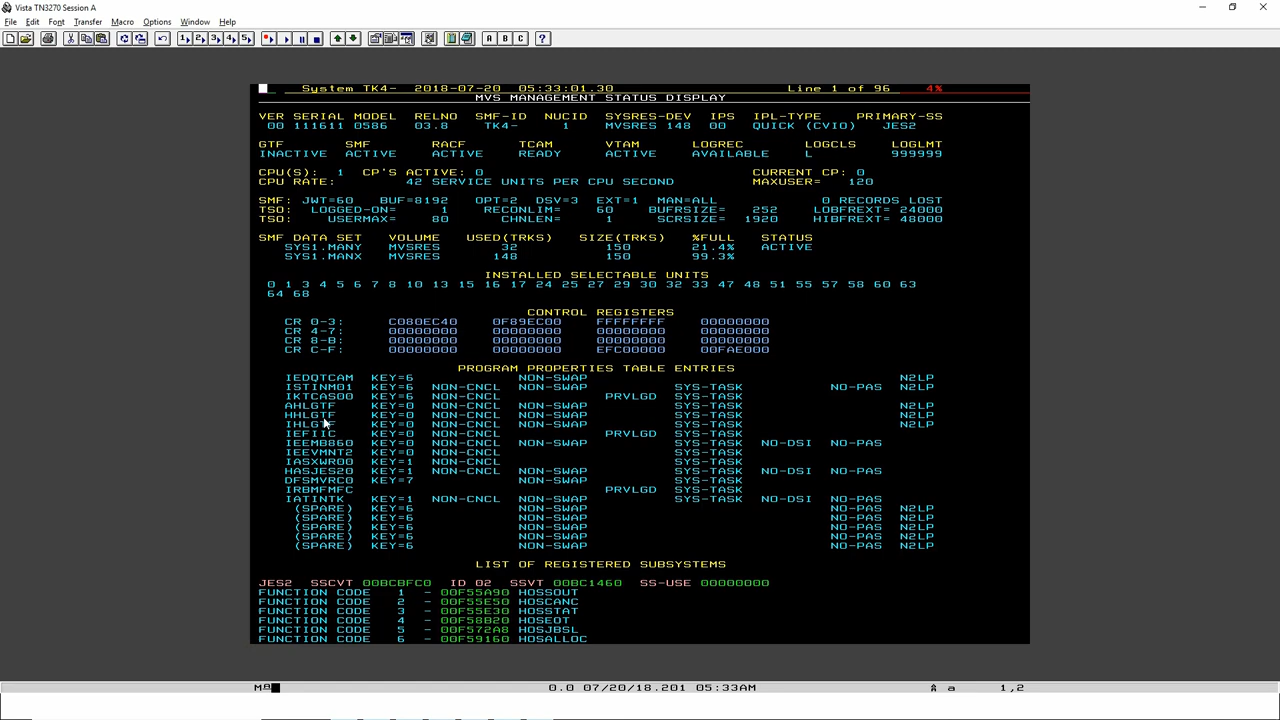 Vista TN3270 Session A
File Edit Font Transfer Macro Options Window Help
1 2 3 4 5 A B C ?
System TK4- 2018-07-20 05:33:01.30 Line 1 of 96 4%
MVS MANAGEMENT STATUS DISPLAY
VER SERIAL MODEL RELNO SMF-ID NUCID SYSRES-DEV IPS IPL-TYPE PRIMARY-SS
00 111611 0586 03.8 TK4- 1 MVSRES 148 00 QUICK (CVIO) JES2
GTF SMF RACF TCAM VTAM LOGREC LOGCLS LOGLMT
INACTIVE ACTIVE ACTIVE READY ACTIVE AVAILABLE L 999999
CPU(S): 1 CP'S ACTIVE: 0 CURRENT CP: 0
CPU RATE: 42 SERVICE UNITS PER CPU SECOND MAXUSER= 120
SMF: JWT=60 BUF=8192 OPT=2 DSV=3 EXT=1 MAN=ALL 0 RECORDS LOST
TSO: LOGGED-ON= 1 RECONLIM= 60 BUFRSIZE= 252 LOBFREXT= 24000
TSO: USERMAX= 80 CHNLEN= 1 SCRSIZE= 1920 HIBFREXT= 48000
SMF DATA SET VOLUME USED(TRKS) SIZE(TRKS) %FULL STATUS
SYS1.MANY MVSRES 32 150 21.4% ACTIVE
SYS1.MANX MVSRES 148 150 99.3%
INSTALLED SELECTABLE UNITS
0 1 3 4 5 6 7 8 10 13 15 16 17 24 25 27 29 30 32 33 47 48 51 55 57 58 60 63
64 68
CONTROL REGISTERS
CR 0-3: C080EC40 0F89EC00 FFFFFFFF 00000000
CR 4-7: 00000000 00000000 00000000 00000000
CR 8-B: 00000000 00000000 00000000 00000000
CR C-F: 00000000 00000000 EFC00000 00FAE000
PROGRAM PROPERTIES TABLE ENTRIES
IEDQTCAM KEY=6 NON-SWAP N2LP
ISTINM01 KEY=6 NON-CNCL NON-SWAP SYS-TASK NO-PAS N2LP
IKTCAS00 KEY=6 NON-CNCL PRVLGD SYS-TASK
AHLGTF KEY=0 NON-CNCL NON-SWAP SYS-TASK N2LP
HHLGTF KEY=0 NON-CNCL NON-SWAP SYS-TASK N2LP
IHLGTF KEY=0 NON-CNCL NON-SWAP SYS-TASK N2LP
IEFIIC KEY=0 NON-CNCL PRVLGD SYS-TASK
IEEMB860 KEY=0 NON-CNCL NON-SWAP SYS-TASK NO-DSI NO-PAS
IEEVMNT2 KEY=0 NON-CNCL SYS-TASK
IASXWR00 KEY=1 NON-CNCL SYS-TASK
HASJES20 KEY=1 NON-CNCL NON-SWAP SYS-TASK NO-DSI NO-PAS
DFSMVRC0 KEY=7 NON-SWAP SYS-TASK
IRBMFMFC PRVLGD SYS-TASK
IATINTK KEY=1 NON-CNCL NON-SWAP SYS-TASK NO-DSI NO-PAS
(SPARE) KEY=6 NON-SWAP NO-PAS N2LP
(SPARE) KEY=6 NON-SWAP NO-PAS N2LP
(SPARE) KEY=6 NON-SWAP NO-PAS N2LP
(SPARE) KEY=6 NON-SWAP NO-PAS N2LP
(SPARE) KEY=6 NON-SWAP NO-PAS N2LP
LIST OF REGISTERED SUBSYSTEMS
JES2 SSCVT 00BCBFC0 ID 02 SSVT 00BC1460 SS-USE 00000000
FUNCTION CODE 1 - 00F55A90 HOSSOUT
FUNCTION CODE 2 - 00F55E50 HOSCANC
FUNCTION CODE 3 - 00F55E30 HOSSTAT
FUNCTION CODE 4 - 00F58B20 HOSEOT
FUNCTION CODE 5 - 00F572A8 HOSJBSL
FUNCTION CODE 6 - 00F59160 HOSALLOC
0.0 07/20/18.201 05:33AM a 1,2